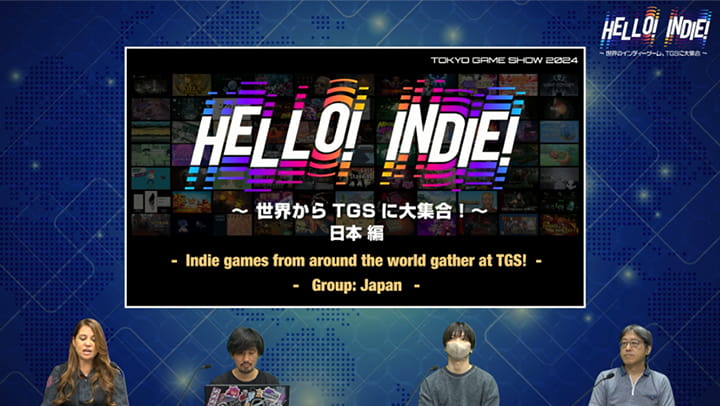 HELLO! INDIE!
～ 世界のインディーゲーム、TGSに大集合 ～
TOKYO GAME SHOW 2024
HELLO! INDIE!
～ 世界から TGS に大集合！～
日本 編
- Indie games from around the world gather at TGS! -
- Group: Japan -